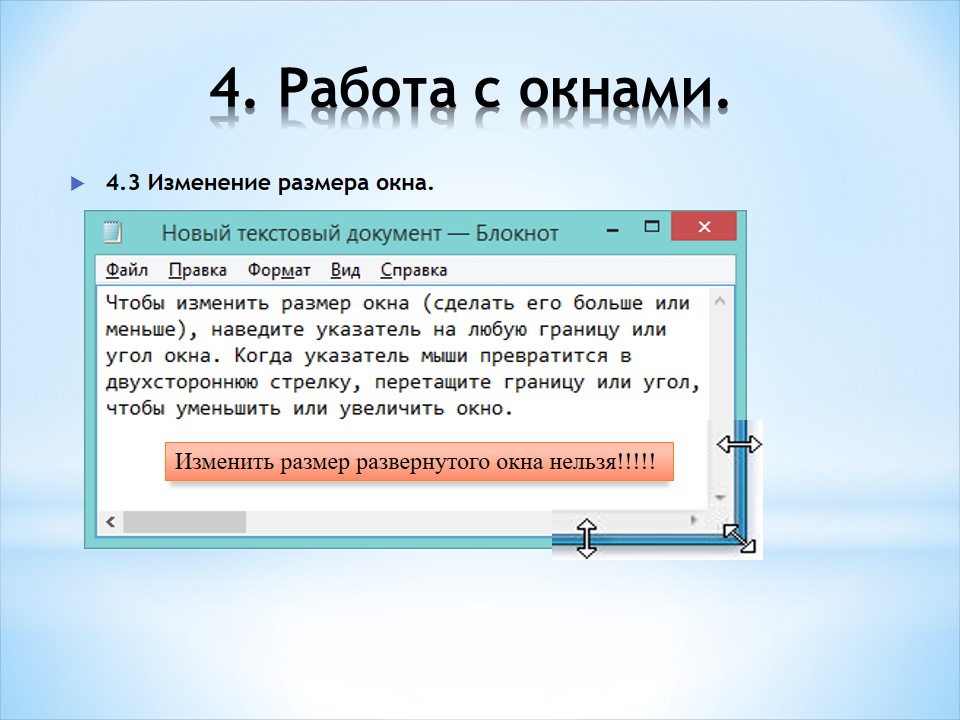 4. Работа с окнами.
4.3 Изменение размера окна.
Новый текстовый документ — Блокнот
Файл Правка Формат Вид Справка
Чтобы изменить размер окна (сделать его больше или
меньше), наведите указатель на любую границу или
угол окна. Когда указатель мыши превратится в
двухстороннюю стрелку, перетащите границу или угол,
чтобы уменьшить или увеличить окно.
Изменить размер развернутого окна нельзя!!!!!